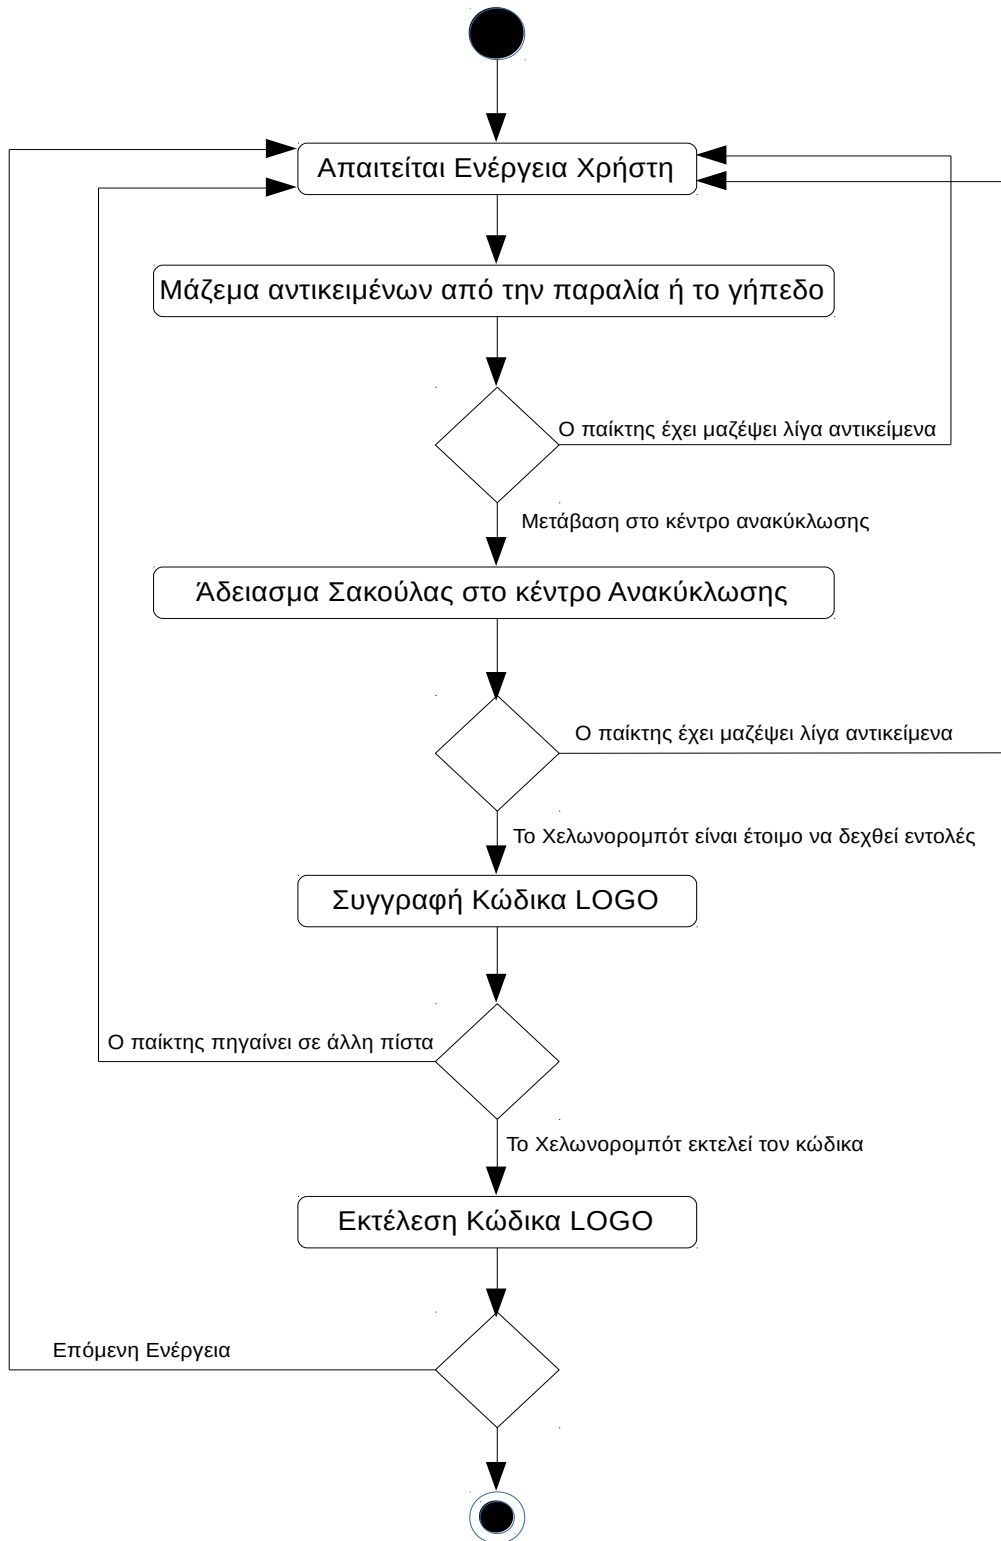 Απαιτείται Ενέργεια Χρήστη
Μάζεμα αντικειμένων από την παραλία ή το γήπεδο
Ο παίκτης έχει μαζέψει λίγα αντικείμενα
Μετάβαση στο κέντρο ανακύκλωσης
Άδειασμα Σακούλας στο κέντρο Ανακύκλωσης
Ο παίκτης έχει μαζέψει λίγα αντικείμενα
Το Χελωνορομπότ είναι έτοιμο να δεχθεί εντολές
Συγγραφή Κώδικα LOGO
Ο παίκτης πηγαίνει σε άλλη πίστα
Το Χελωνορομπότ εκτελεί τον κώδικα
Εκτέλεση Κώδικα LOGO
Επόμενη Ενέργεια